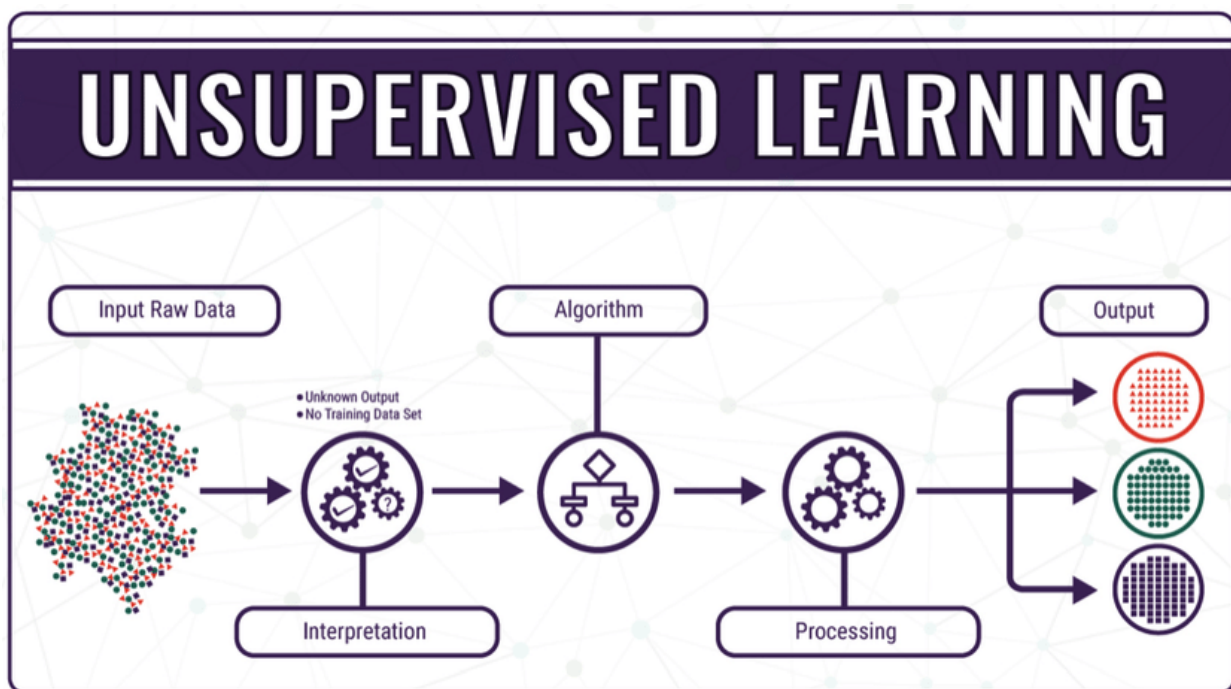 UNSUPERVISED LEARNING
Input Raw Data
Algorithm
Output
• Unknown Output
• No Training Data Set
?
Interpretation
Processing